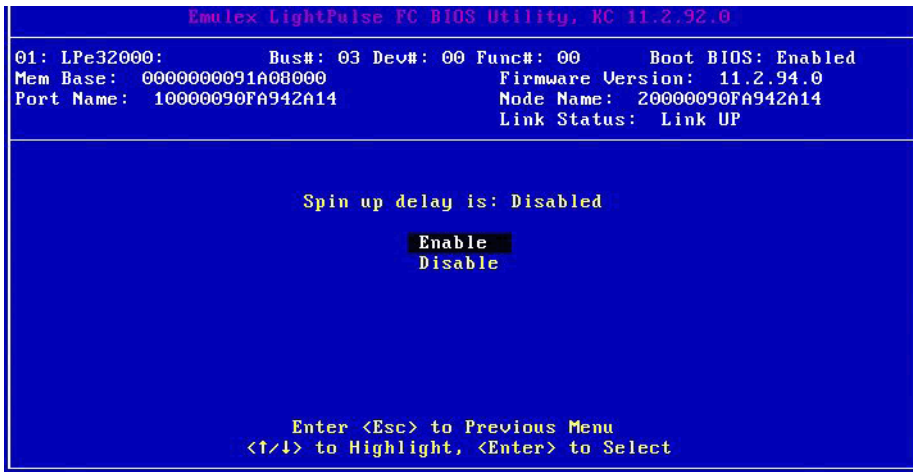 Emulex LightPulse FC BIOS Utility, KC 11.2.92.0
01: LPe32000: Bus#: 03 Dev#: 00 Func#: 00 Boot BIOS: Enabled
Mem Base: 0000000091A08000 Firmware Version: 11.2.94.0
Port Name: 10000090FA942A14 Node Name: 20000090FA942A14
Link Status: Link UP
Spin up delay is: Disabled
Enable
Disable
Enter <Esc> to Previous Menu
<↑/↓> to Highlight, <Enter> to Select